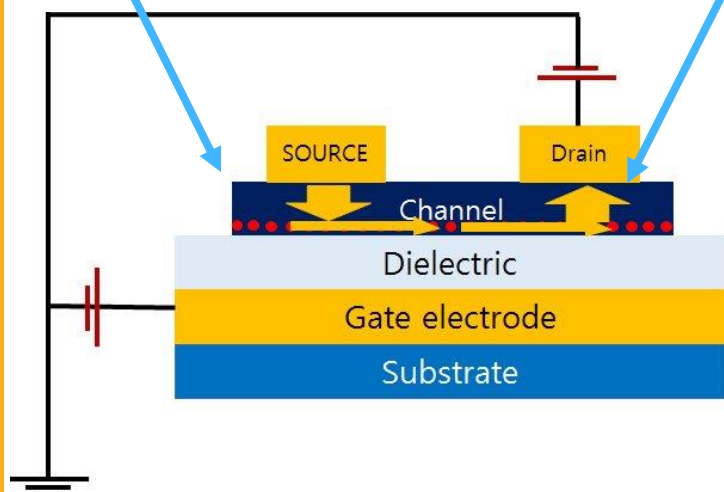 SOURCE
Drain
Channel
Dielectric
Gate electrode
Substrate